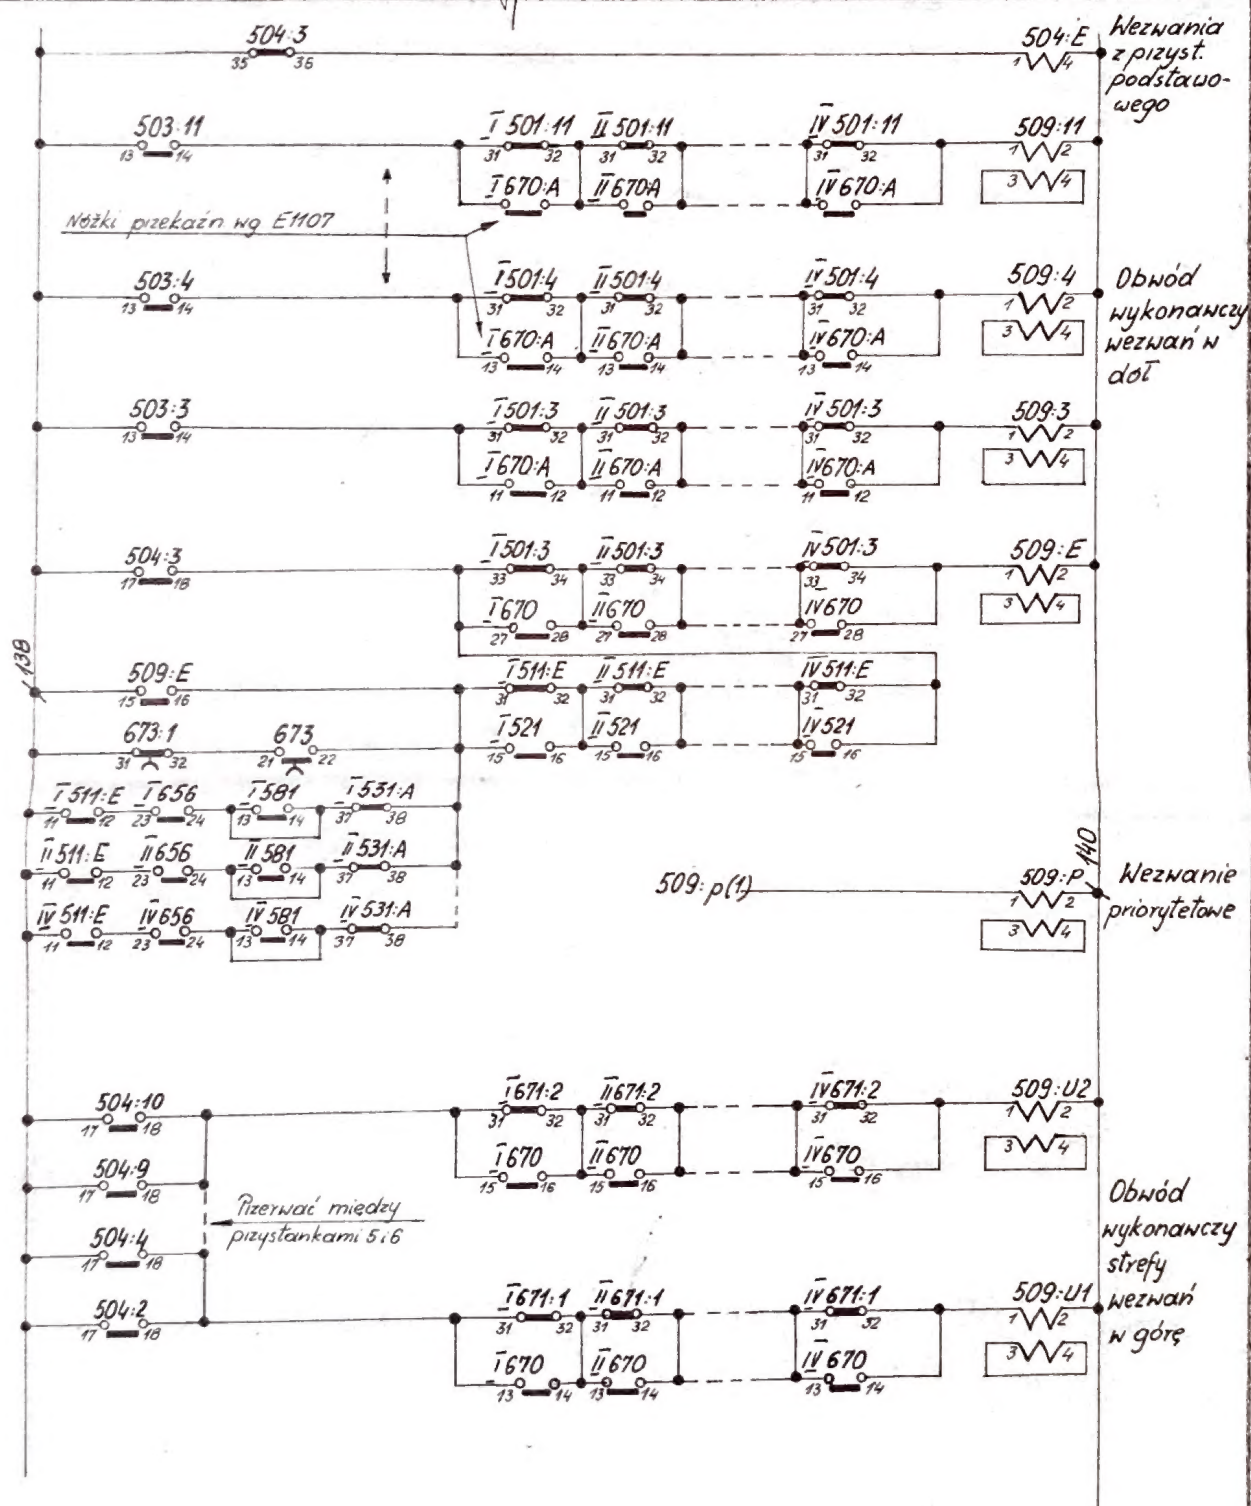 504:3 504:E Wezwania
35 36 1 4 z przyst.
podstawo-
wego
503:11 I 501:11 II 501:11 IV 501:11 509:11
13 14 31 32 31 32 31 32 1 2
I 670:A II 670:A IV 670:A 3 4
Nóżki przekaźn wg E1107
503:4 I 501:4 II 501:4 IV 501:4 509:4 Obwód
13 14 31 32 31 32 31 32 1 2 wykonawczy
I 670:A II 670:A IV 670:A 3 4 wezwań w
13 14 13 14 13 14 dół
503:3 I 501:3 II 501:3 IV 501:3 509:3
13 14 31 32 31 32 31 32 1 2
I 670:A II 670:A IV 670:A 3 4
11 12 11 12 11 12
504:3 I 501:3 II 501:3 IV 501:3 509:E
17 18 33 34 33 34 33 34 1 2
I 670 II 670 IV 670 3 4
27 28 27 28 27 28
138
509:E I 511:E II 511:E IV 511:E
15 16 31 32 31 32 31 32
673:1 673 I 521 II 521 IV 521
31 32 21 22 15 16 15 16 15 16
I 511:E I 656 I 581 I 531:A
11 12 23 24 13 14 37 38
II 511:E II 656 II 581 II 531:A
11 12 23 24 13 14 37 38
140
509:p(1) 509:P Wezwanie
1 2 priorytetowe
3 4
IV 511:E IV 656 IV 581 IV 531:A
11 12 23 24 13 14 37 38
504:10 I 671:2 II 671:2 IV 671:2 509:U2
17 18 31 32 31 32 31 32 1 2
I 670 II 670 IV 670 3 4
15 16 15 16 15 16
504:9
17 18
Przerwać między
przystankami 5 i 6
504:4
17 18
Obwód
wykonawczy
strefy
wezwań
w górę
504:2 I 671:1 II 671:1 IV 671:1 509:U1
17 18 31 32 31 32 31 32 1 2
I 670 II 670 IV 670 3 4
13 14 13 14 13 14